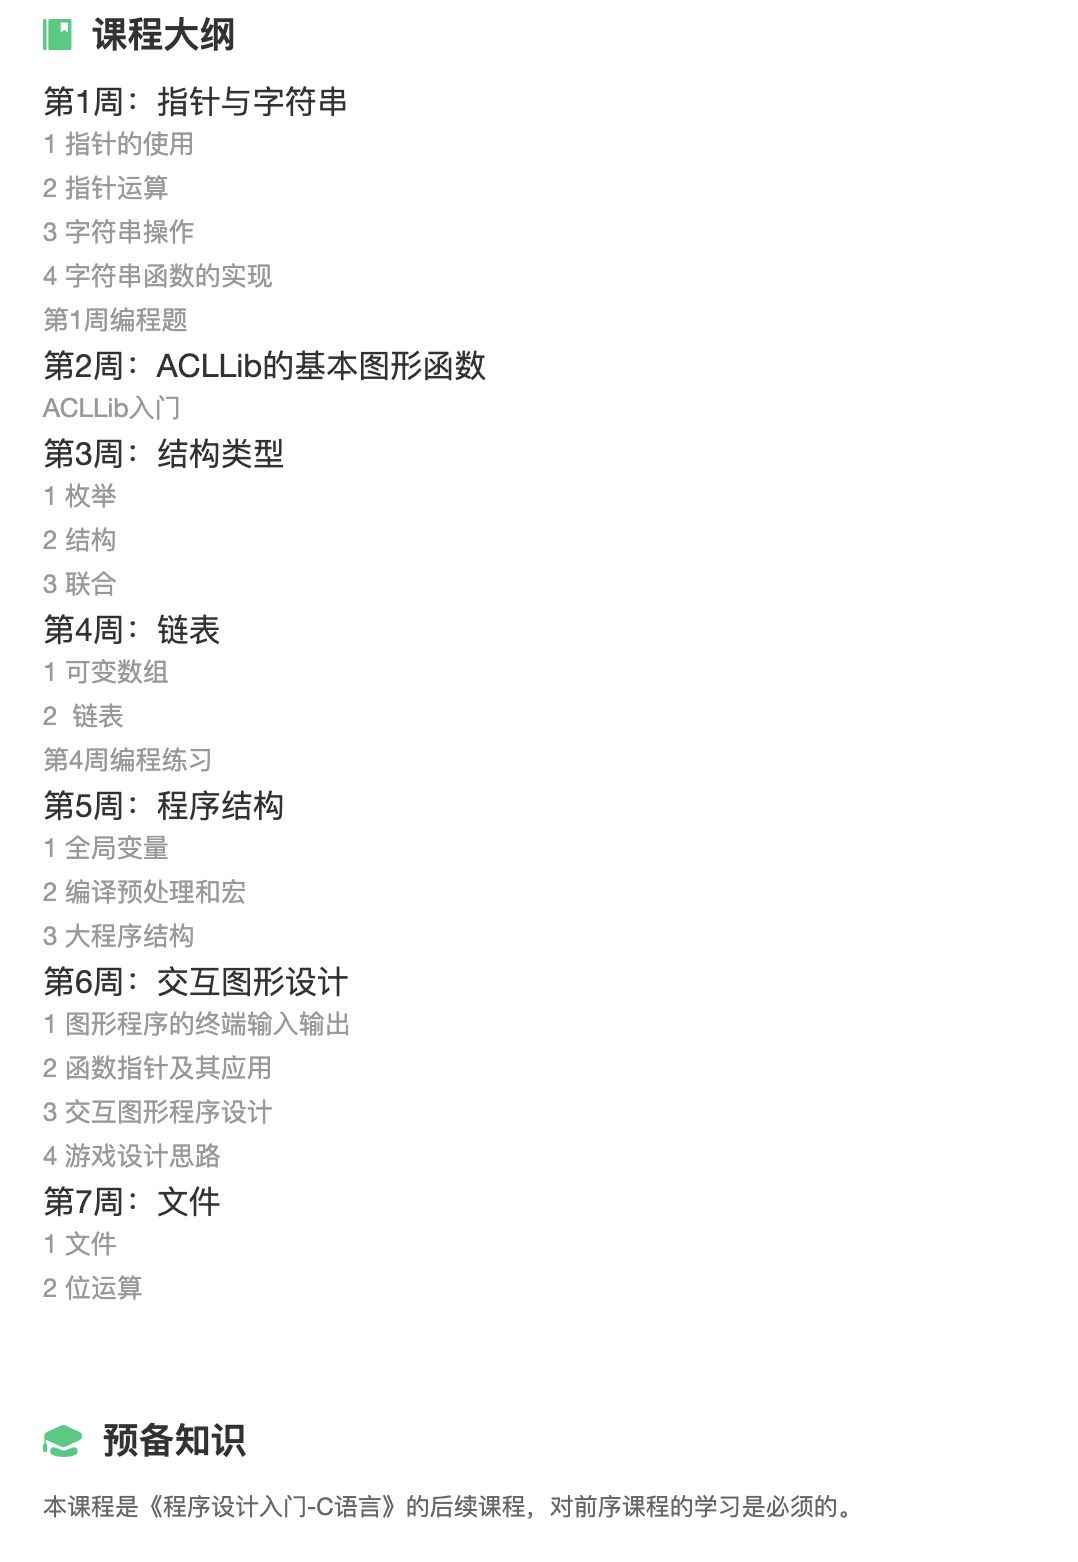 课程大纲
第1周：指针与字符串
1 指针的使用
2 指针运算
3 字符串操作
4 字符串函数的实现
第1周编程题
第2周：ACLLib的基本图形函数
ACLLib入门
第3周：结构类型
1 枚举
2 结构
3 联合
第4周：链表
1 可变数组
2  链表
第4周编程练习
第5周：程序结构
1 全局变量
2 编译预处理和宏
3 大程序结构
第6周：交互图形设计
1 图形程序的终端输入输出
2 函数指针及其应用
3 交互图形程序设计
4 游戏设计思路
第7周：文件
1 文件
2 位运算
预备知识
本课程是《程序设计入门-C语言》的后续课程，对前序课程的学习是必须的。